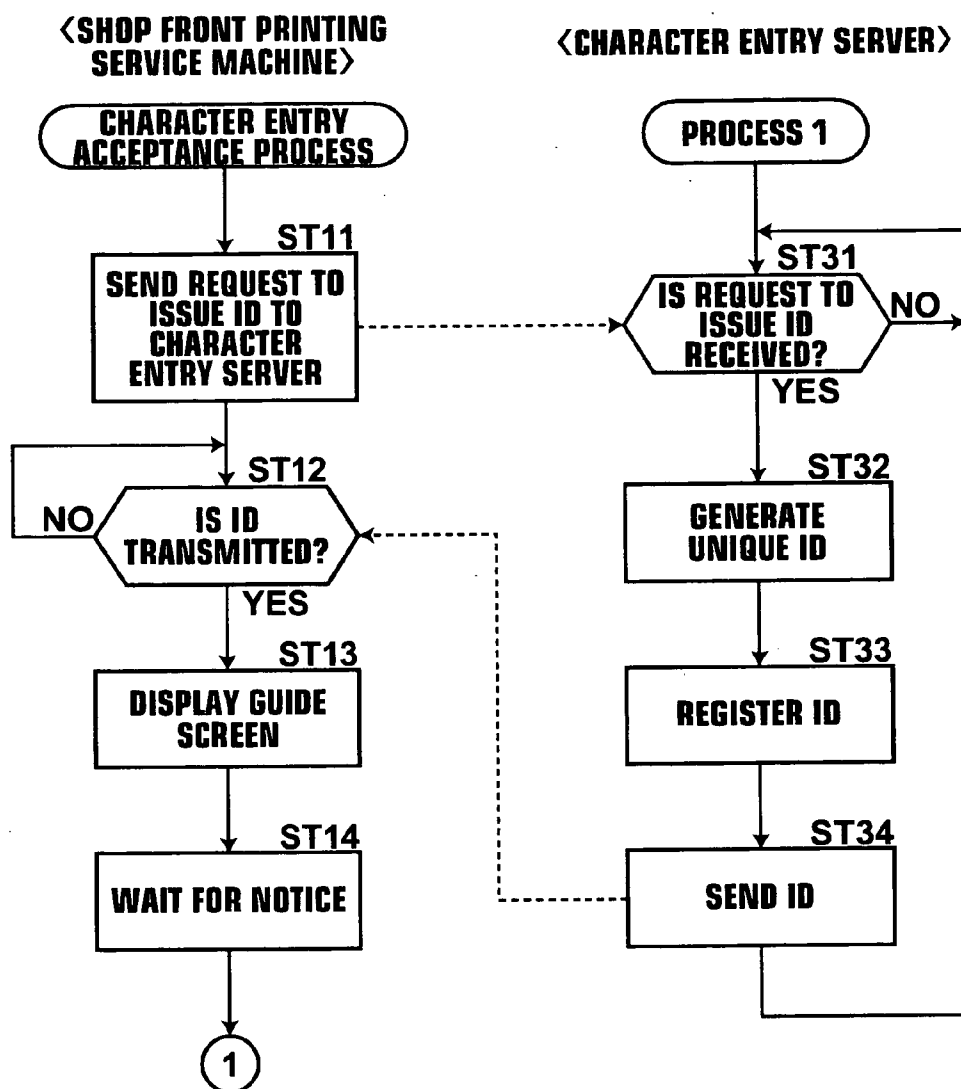 <SHOP FRONT PRINTING
SERVICE MACHINE>
CHARACTER ENTRY
ACCEPTANCE PROCESS
ST11
SEND REQUEST TO
ISSUE ID TO
CHARACTER
ENTRY SERVER
ST12
NO
IS ID
TRANSMITTED?
YES
ST13
DISPLAY GUIDE
SCREEN
ST14
WAIT FOR NOTICE
1
<CHARACTER ENTRY SERVER>
PROCESS 1
ST31
IS REQUEST TO
ISSUE ID
RECEIVED?
NO
YES
ST32
GENERATE
UNIQUE ID
ST33
REGISTER ID
ST34
SEND ID